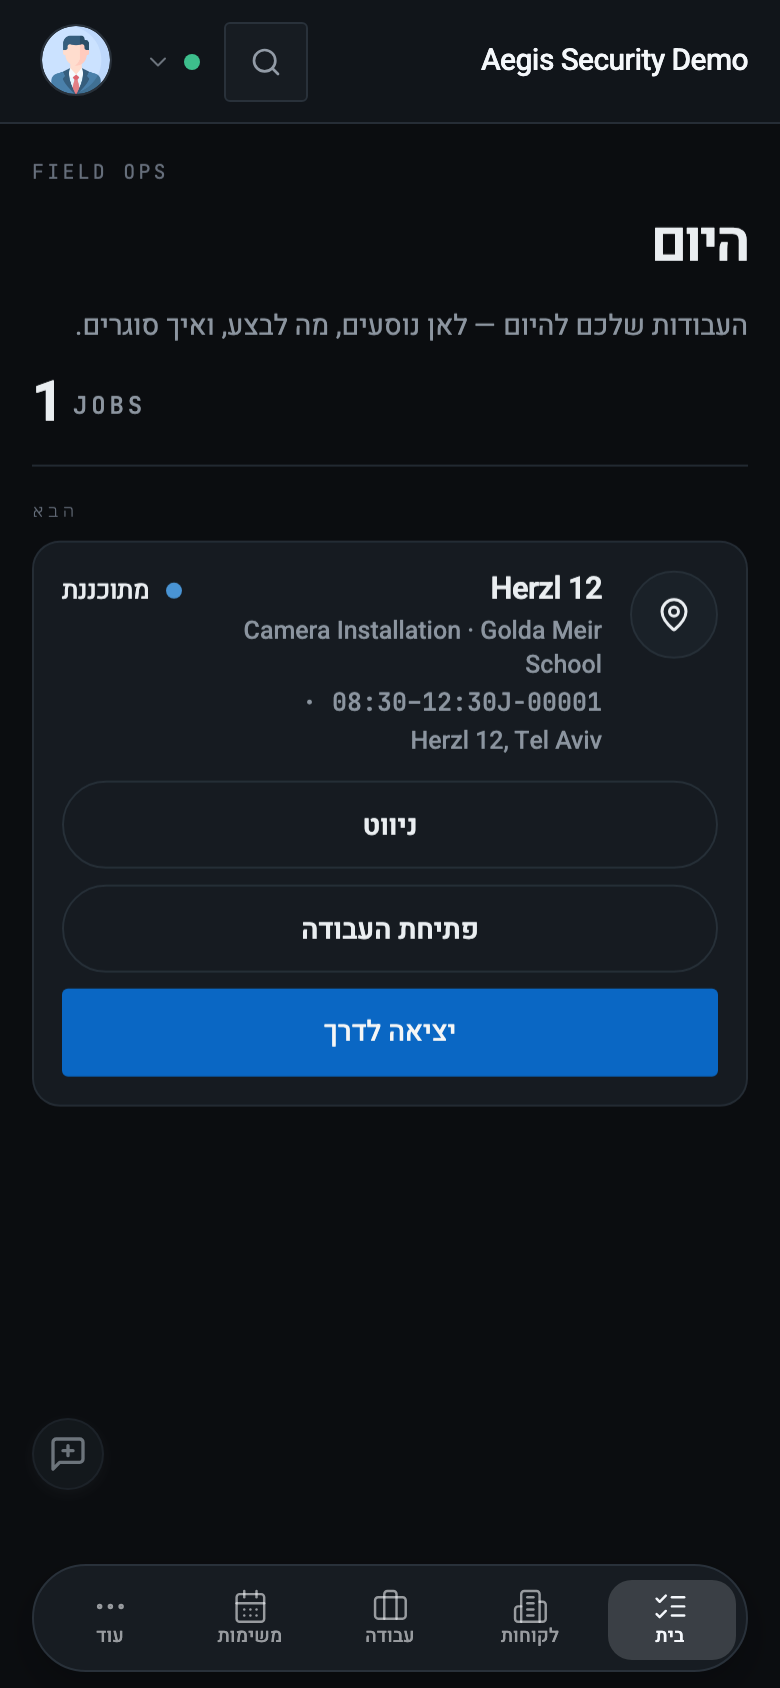 Aegis Security Demo
FIELD OPS
היום
העבודות שלכם להיום — לאן נוסעים, מה לבצע, ואיך סוגרים.
1 JOBS
הבא
Herzl 12
מתוכננת
Camera Installation · Golda Meir
School
· 08:30–12:30J-00001
Herzl 12, Tel Aviv
ניווט
פתיחת העבודה
יציאה לדרך
בית
לקוחות
עבודה
משימות
עוד